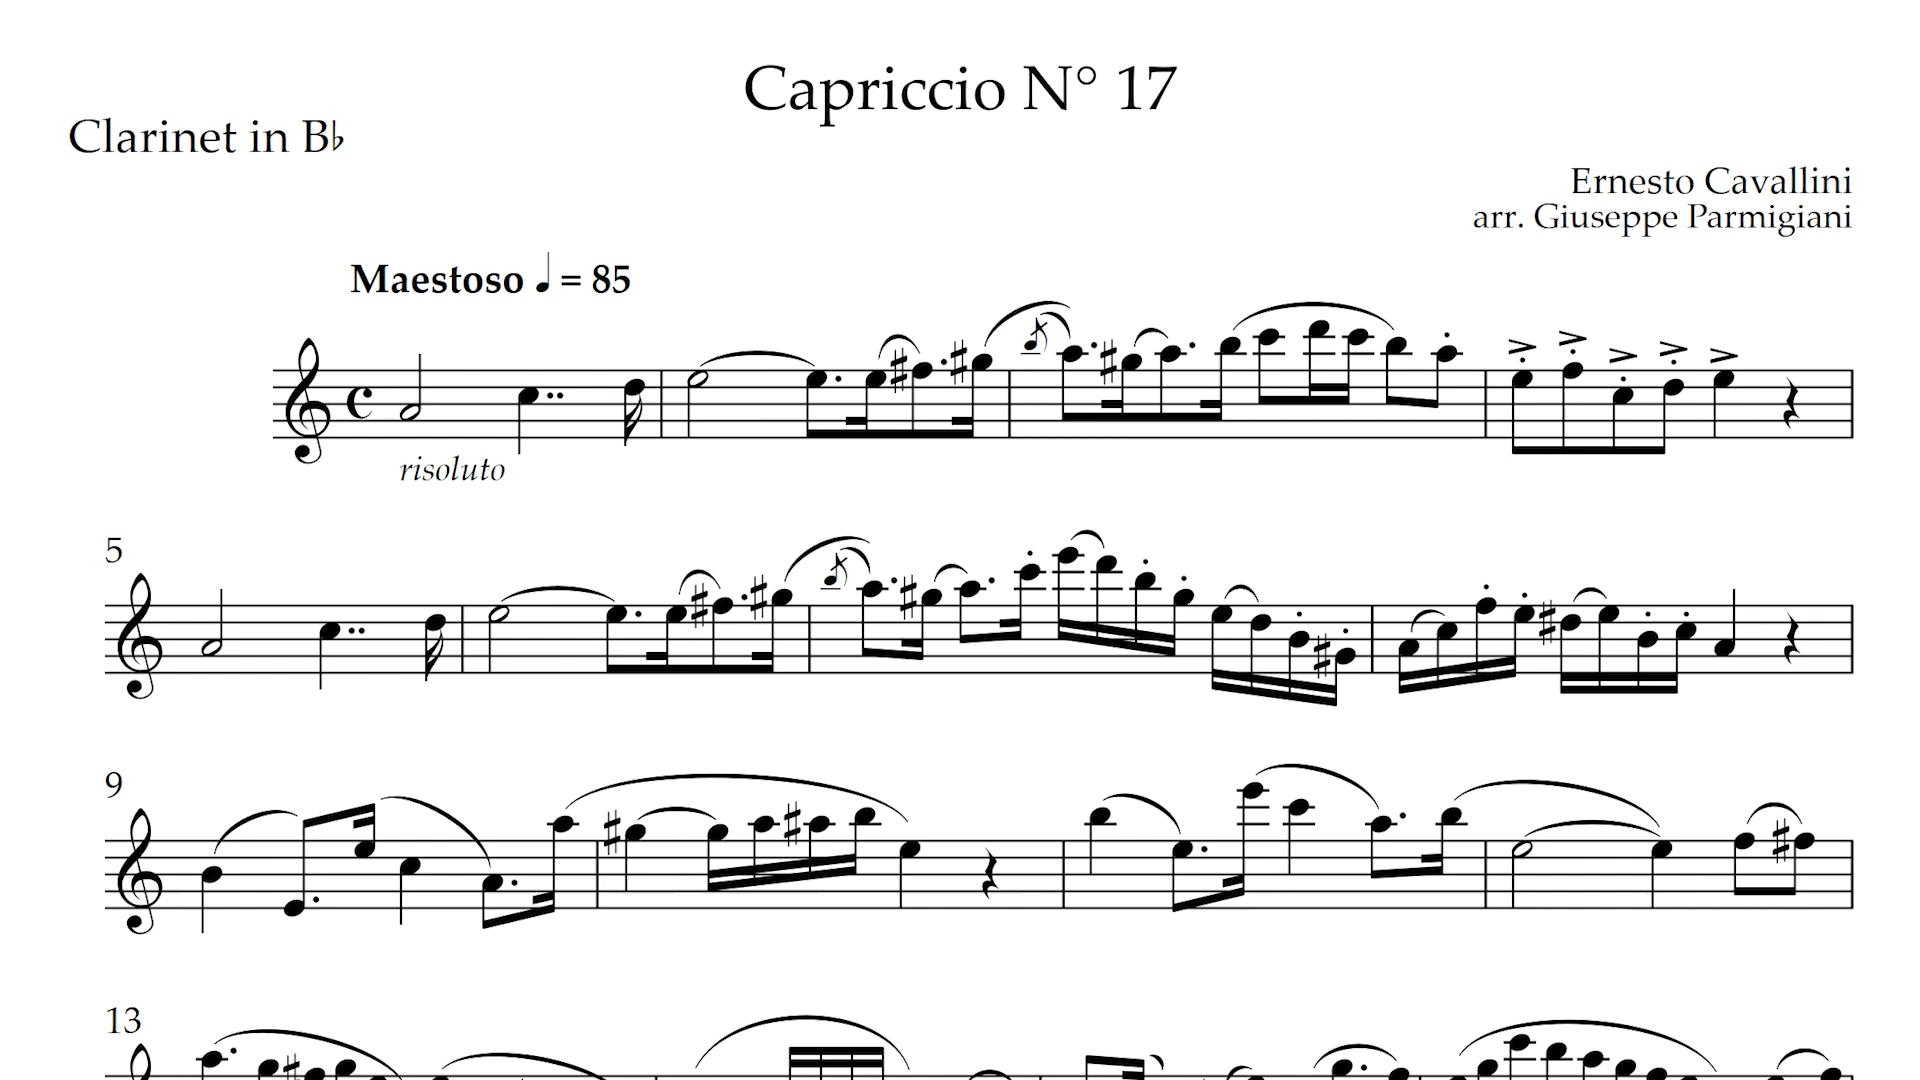 Capriccio N° 17
Clarinet in B♭
Ernesto Cavallini
arr. Giuseppe Parmigiani
Maestoso ♩ = 85
risoluto
5
9
13